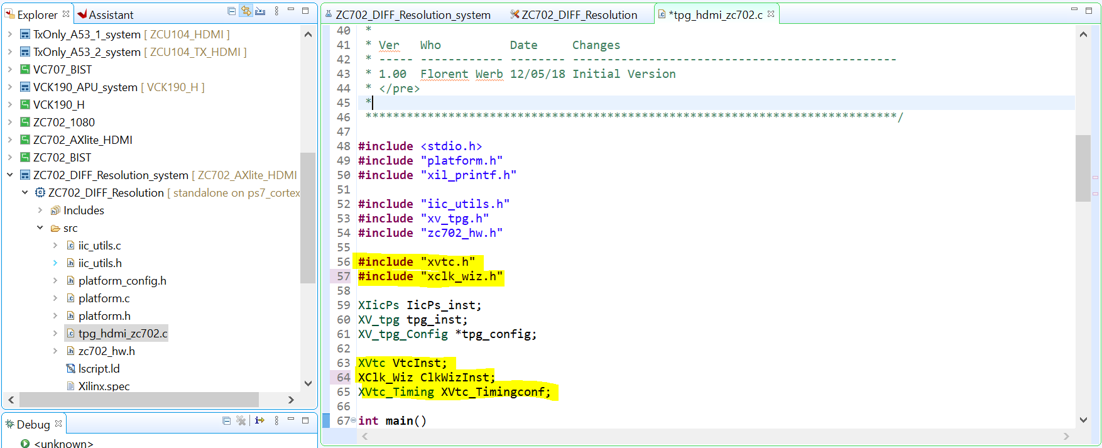 Explorer
Assistant
TxOnly_A53_1_system [ ZCU104_HDMI ]
TxOnly_A53_2_system [ ZCU104_TX_HDMI ]
VC707_BIST
VCK190_APU_system [ VCK190_H ]
VCK190_H
ZC702_1080
ZC702_AXlite_HDMI
ZC702_BIST
ZC702_DIFF_Resolution_system [ ZC702_AXlite_HDMI ]
ZC702_DIFF_Resolution [ standalone on ps7_cortex
Includes
src
iic_utils.c
iic_utils.h
platform_config.h
platform.c
platform.h
tpg_hdmi_zc702.c
zc702_hw.h
lscript.ld
Xilinx.spec
Debug
<unknown>
ZC702_DIFF_Resolution_system
ZC702_DIFF_Resolution
*tpg_hdmi_zc702.c
40 *
41 * Ver Who Date Changes
42 * ----- ------------ -------- -----------------------------------------------
43 * 1.00 Florent Werb 12/05/18 Initial Version
44 * </pre>
45 *
46 *****************************************************************************/
47
48 #include <stdio.h>
49 #include "platform.h"
50 #include "xil_printf.h"
51
52 #include "iic_utils.h"
53 #include "xv_tpg.h"
54 #include "zc702_hw.h"
55
56 #include "xvtc.h"
57 #include "xclk_wiz.h"
58
59 XIicPs IicPs_inst;
60 XV_tpg tpg_inst;
61 XV_tpg_Config *tpg_config;
62
63 XVtc VtcInst;
64 XClk_Wiz ClkWizInst;
65 XVtc_Timing XVtc_Timingconf;
66
67 int main()